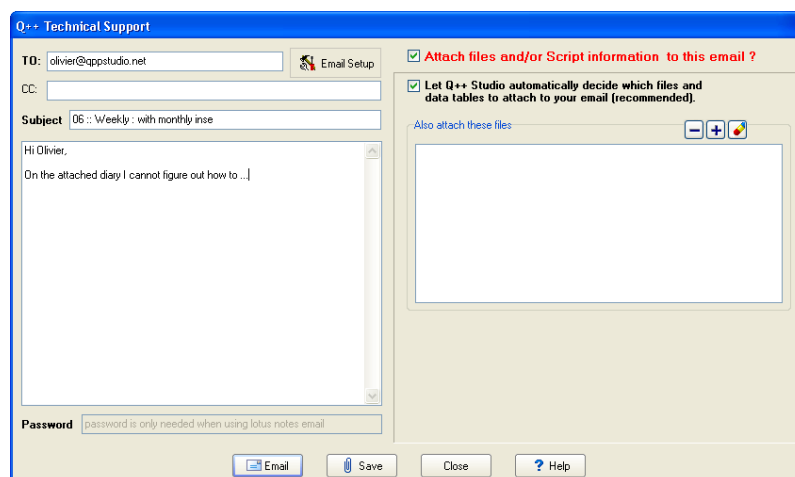 Q++ Technical Support
TO: olivier@qppstudio.net
Email Setup
CC:
Subject 06 :: Weekly : with monthly inse
Hi Olivier,
On the attached diary I cannot figure out how to ...
Password password is only needed when using lotus notes email
Attach files and/or Script information to this email ?
Let Q++ Studio automatically decide which files and
data tables to attach to your email (recommended).
Also attach these files
Email Save Close ? Help